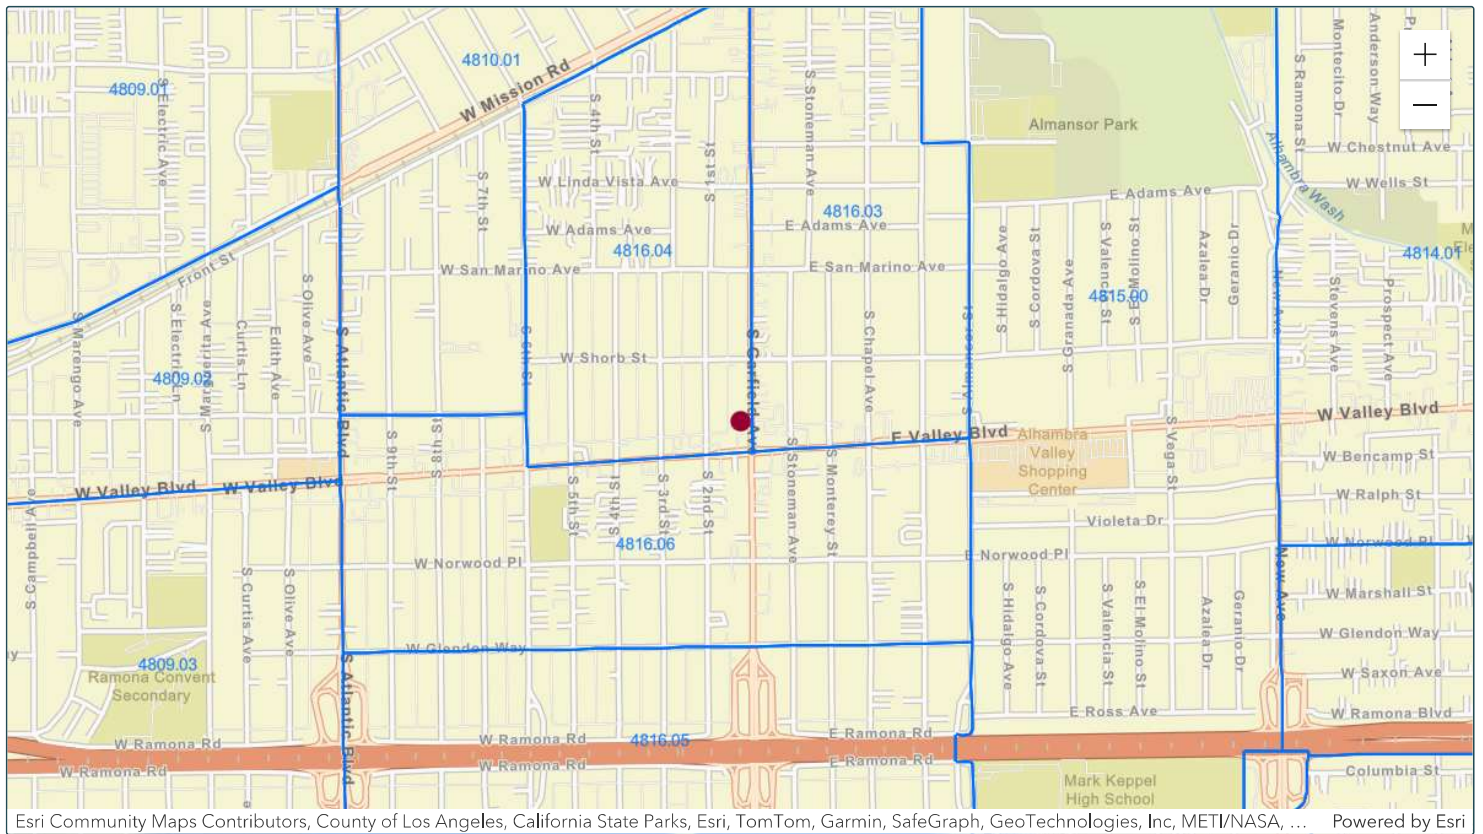 4810.01
4809.01
W Mission Rd
S Electric Ave
S 4th St
S Stoneman Ave
Almansor Park
S Ramona St
Montecito Dr
Anderson Way
+
−
Alhambra Wash
W Chestnut Ave
W Wells St
S 7th St
W Linda Vista Ave
S 1st St
4816.03
E Adams Ave
E Adams Ave
W Adams Ave
4816.04
4814.01
W San Marino Ave
E San Marino Ave
Front St
S Olive Ave
S Hidalgo Ave
S Cordova St
S Granada Ave
S Valencia St
4815.00
S El Molino St
Azalea Dr
Geranio Dr
New Ave
Stevens Ave
Prospect Ave
S Marengo Ave
S Electric Ln
S Margarita Ave
Curtis Ln
Edith Ave
4809.02
S Atlantic Blvd
S 6th St
W Shorb St
S Garfield Ave
S Chapel Ave
S Almansor St
W Valley Blvd
E Valley Blvd
Alhambra
Valley
Shopping
Center
S Vega St
W Bencamp St
W Ralph St
S 9th St
S 8th St
W Valley Blvd
W Valley Blvd
S Campbell Ave
S 5th St
S 4th St
S 3rd St
S 2nd St
S Stoneman Ave
S Monterey St
4816.06
Violeta Dr
E Norwood Pl
W Norwood Pl
W Norwood Pl
W Marshall St
W Glendon Way
W Saxon Ave
W Ramona Blvd
S Curtis Ave
S Olive Ave
W Glendon Way
S Hidalgo Ave
S Cordova St
S Valencia St
S El Molino St
Azalea Dr
Geranio Dr
New Ave
4809.03
Ramona Convent
Secondary
S Atlantic Blvd
E Ross Ave
W Ramona Rd
W Ramona Rd
4816.05
E Ramona Rd
W Ramona Rd
W Ramona Rd
E Ramona Rd
Mark Keppel
High School
Columbia St
Esri Community Maps Contributors, County of Los Angeles, California State Parks, Esri, TomTom, Garmin, SafeGraph, GeoTechnologies, Inc, METI/NASA, ...
Powered by Esri